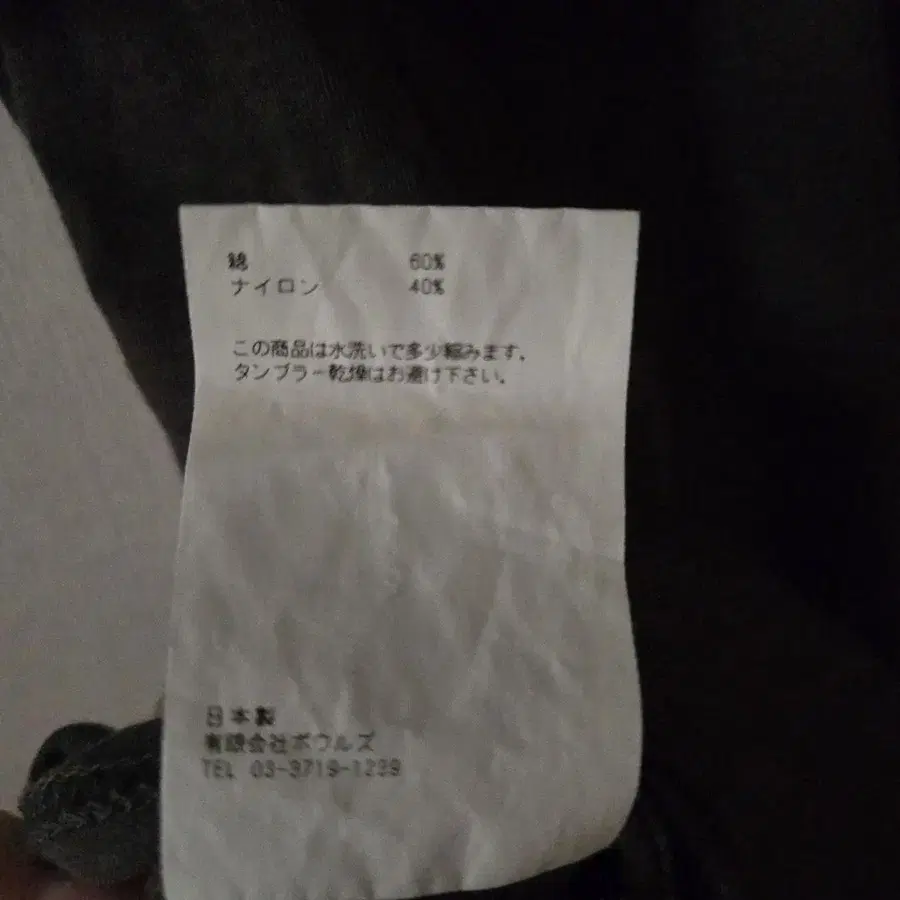 綿 60%
ナイロン 40%
この商品は水洗いで多少縮みます。
タンブラー乾燥はお避け下さい。
日本製
有限会社ボウルズ
TEL 03-3719-1239